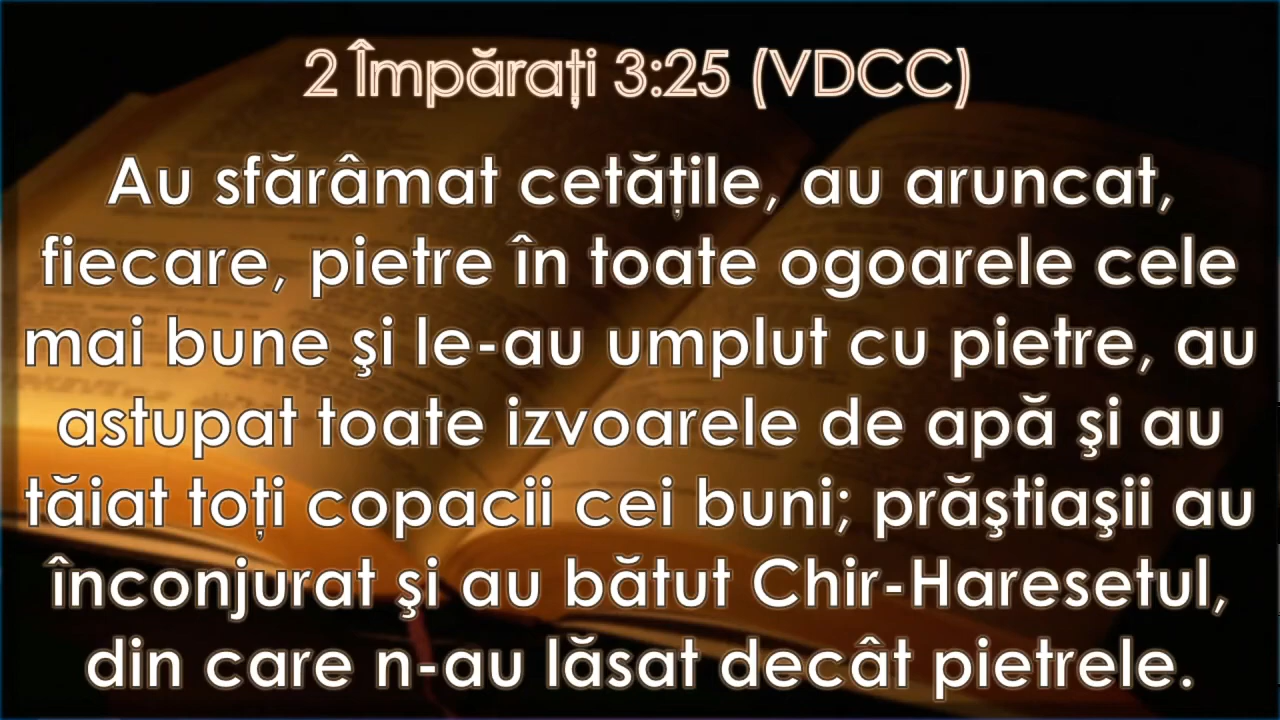 2 Împăraţi 3:25 (VDCC)
Au sfărâmat cetăţile, au aruncat,
fiecare, pietre în toate ogoarele cele
mai bune şi le-au umplut cu pietre, au
astupat toate izvoarele de apă şi au
tăiat toţi copacii cei buni; prăştiaşii au
înconjurat şi au bătut Chir-Haresetul,
din care n-au lăsat decât pietrele.